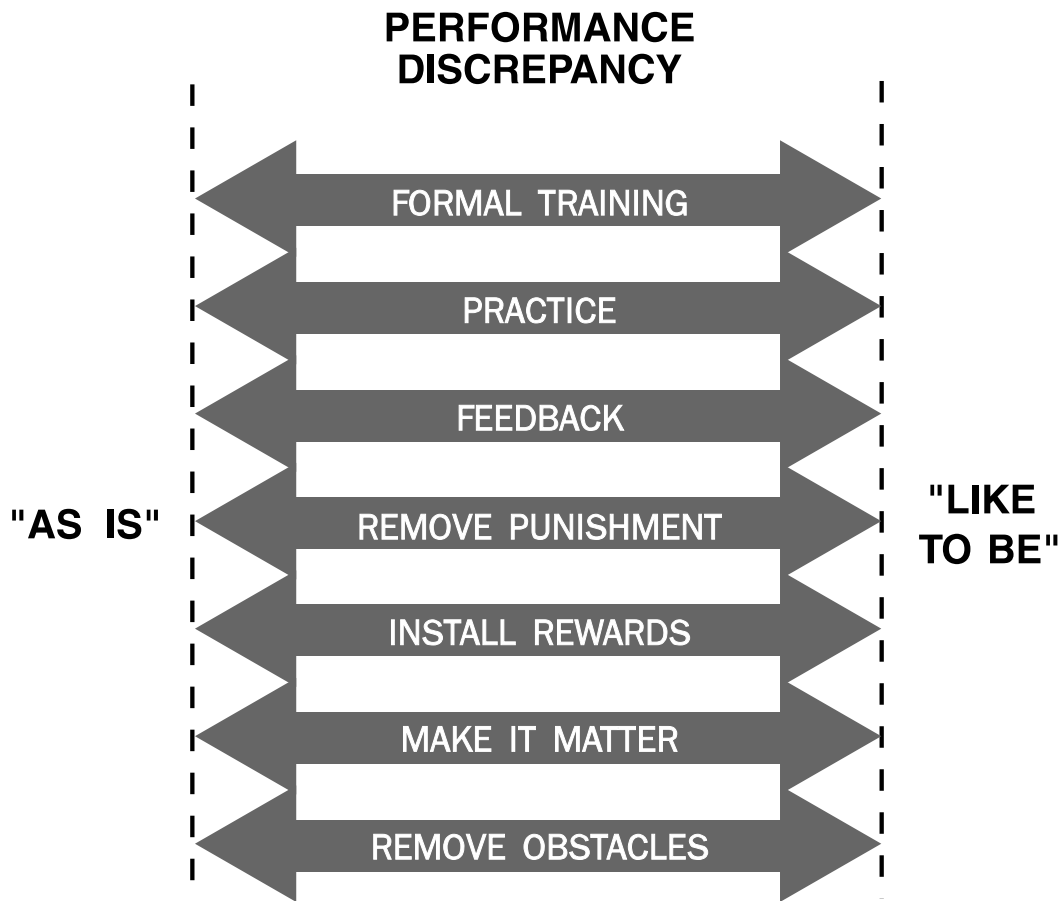 PERFORMANCE
DISCREPANCY
FORMAL TRAINING
PRACTICE
FEEDBACK
"AS IS"
REMOVE PUNISHMENT
"LIKE
TO BE"
INSTALL REWARDS
MAKE IT MATTER
REMOVE OBSTACLES